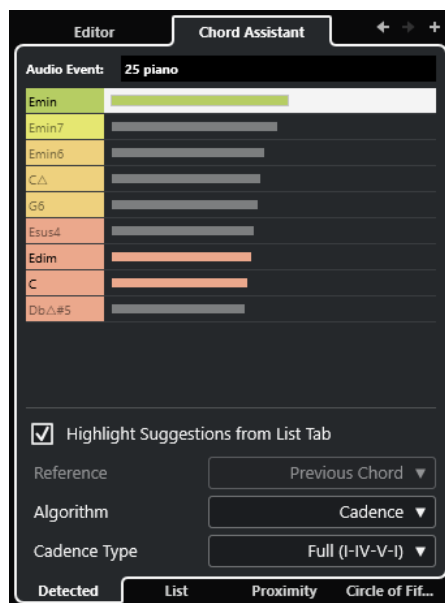 Editor Chord Assistant
Audio Event: 25 piano
Emin
Emin7
Emin6
C△
G6
Esus4
Edim
C
Db△#5
Highlight Suggestions from List Tab
Reference Previous Chord
Algorithm Cadence
Cadence Type Full (I-IV-V-I)
Detected List Proximity Circle of Fif...